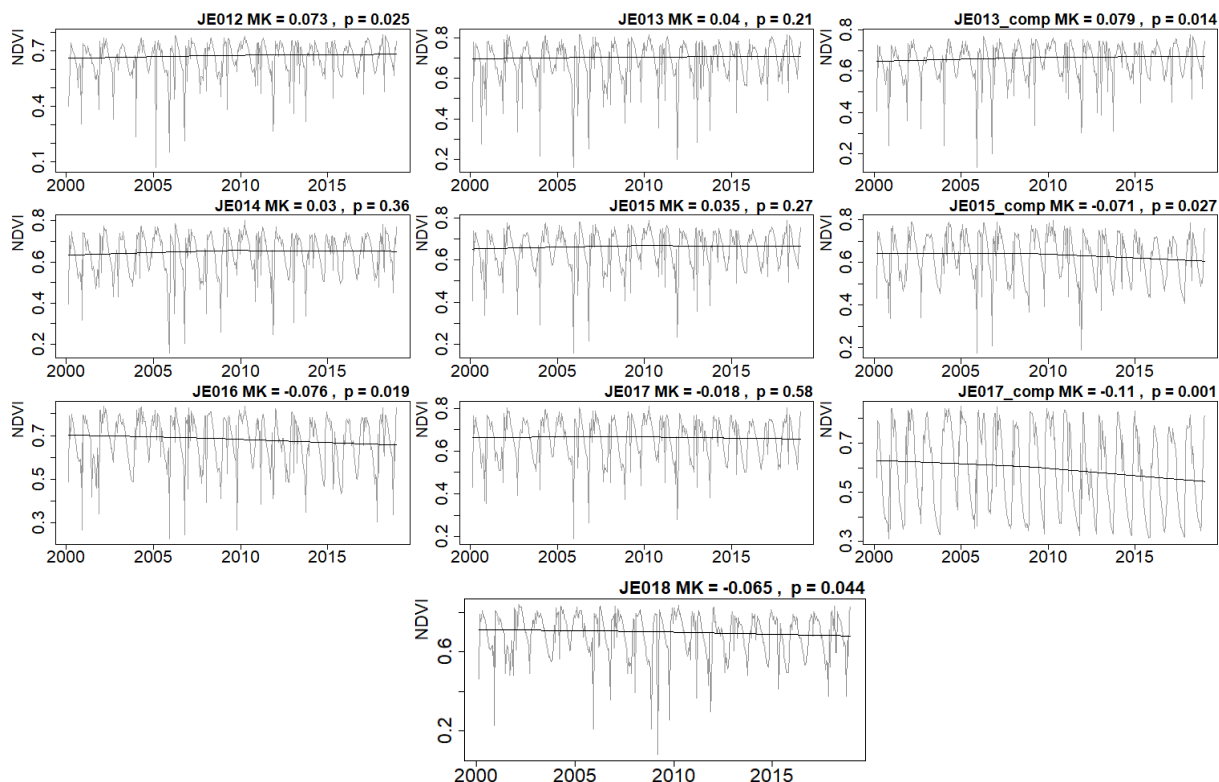 JE012 MK = 0.073 , p = 0.025
NDVI
0.7
0.4
0.1
2000 2005 2010 2015
JE013 MK = 0.04 , p = 0.21
NDVI
0.8
0.6
0.4
0.2
2000 2005 2010 2015
JE013_comp MK = 0.079 , p = 0.014
NDVI
0.8
0.6
0.4
0.2
2000 2005 2010 2015
JE014 MK = 0.03 , p = 0.36
NDVI
0.8
0.6
0.4
0.2
2000 2005 2010 2015
JE015 MK = 0.035 , p = 0.27
NDVI
0.8
0.6
0.4
0.2
2000 2005 2010 2015
JE015_comp MK = -0.071 , p = 0.027
NDVI
0.8
0.6
0.4
0.2
2000 2005 2010 2015
JE016 MK = -0.076 , p = 0.019
NDVI
0.7
0.5
0.3
2000 2005 2010 2015
JE017 MK = -0.018 , p = 0.58
NDVI
0.8
0.6
0.4
0.2
2000 2005 2010 2015
JE017_comp MK = -0.11 , p = 0.001
NDVI
0.7
0.5
0.3
2000 2005 2010 2015
JE018 MK = -0.065 , p = 0.044
NDVI
0.6
0.2
2000 2005 2010 2015